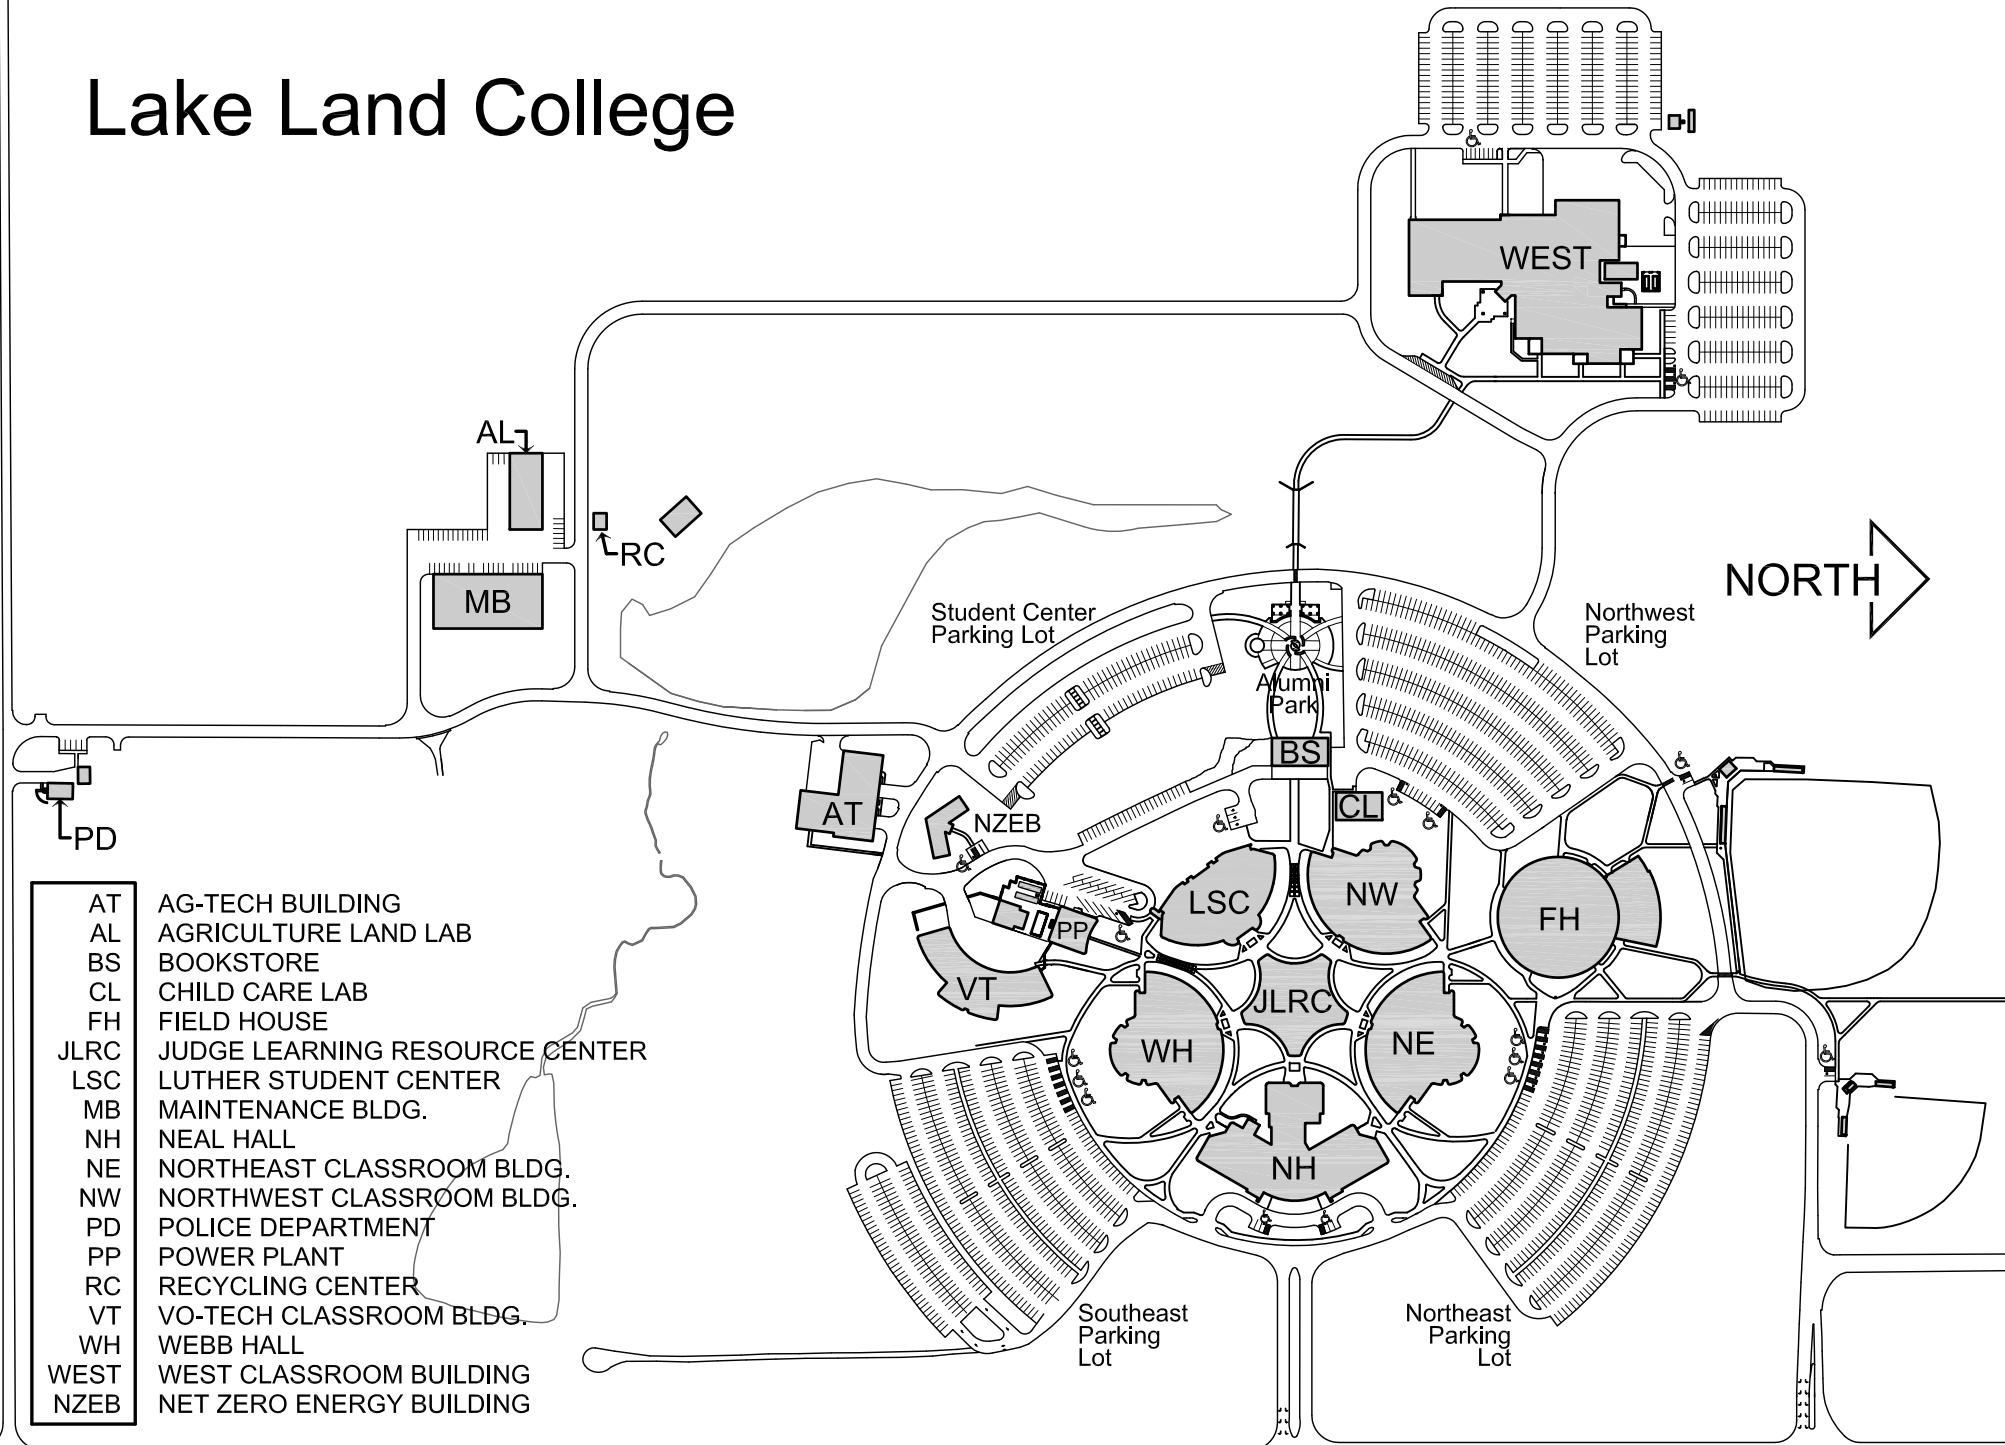 Lake Land College
WEST
AL
RC
MB
NORTH
Student Center
Parking Lot
Northwest
Parking
Lot
Alumni
Park
BS
CL
AT
NZEB
PD
LSC
NW
FH
PP
VT
JLRC
WH
NE
NH
AT AG-TECH BUILDING
AL AGRICULTURE LAND LAB
BS BOOKSTORE
CL CHILD CARE LAB
FH FIELD HOUSE
JLRC JUDGE LEARNING RESOURCE CENTER
LSC LUTHER STUDENT CENTER
MB MAINTENANCE BLDG.
NH NEAL HALL
NE NORTHEAST CLASSROOM BLDG.
NW NORTHWEST CLASSROOM BLDG.
PD POLICE DEPARTMENT
PP POWER PLANT
RC RECYCLING CENTER
VT VO-TECH CLASSROOM BLDG.
WH WEBB HALL
WEST WEST CLASSROOM BUILDING
NZEB NET ZERO ENERGY BUILDING
Southeast
Parking
Lot
Northeast
Parking
Lot